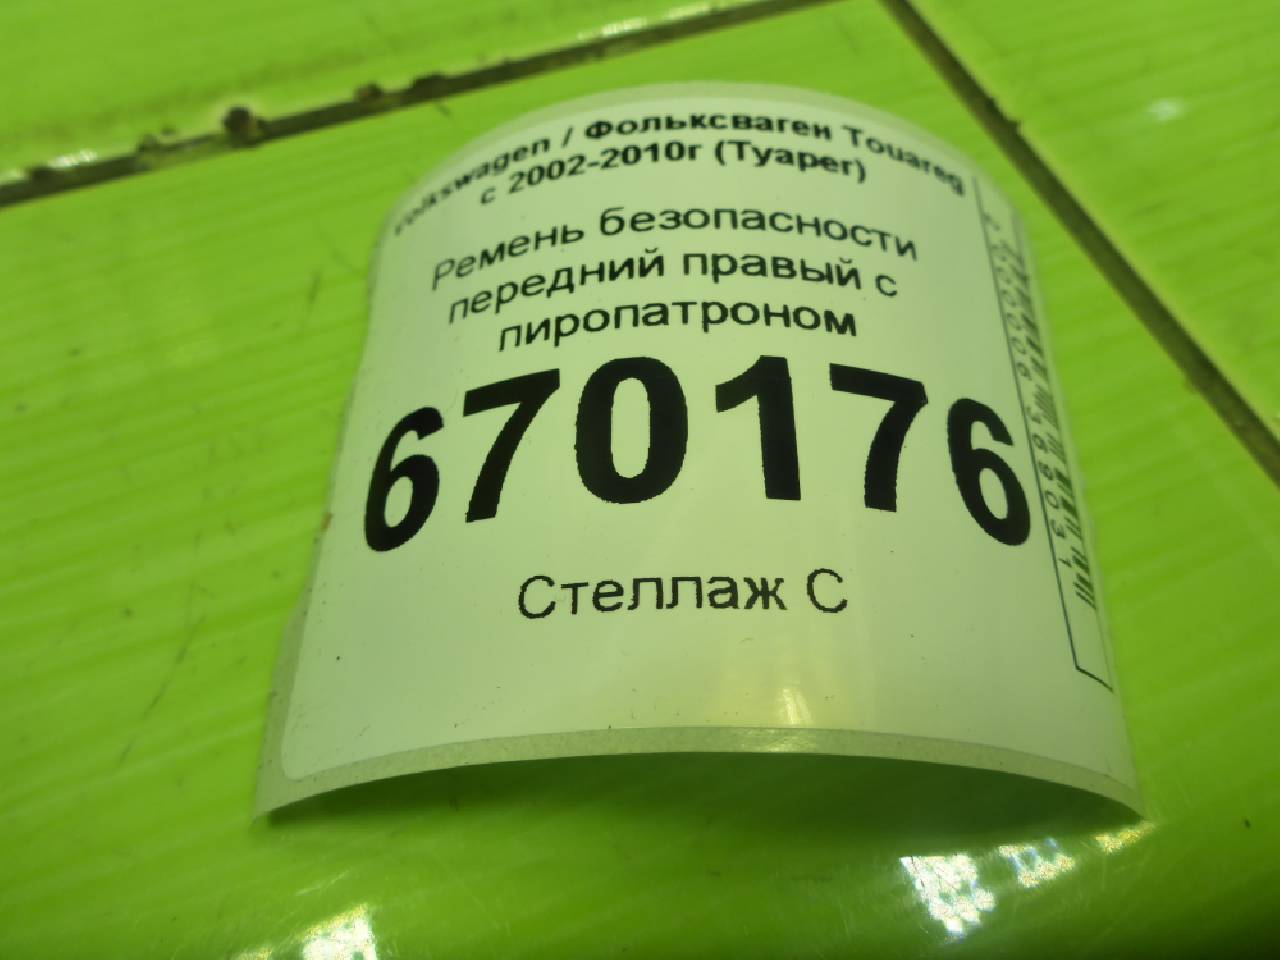 Volkswagen / Фольксваген Touareg
с 2002-2010г (Туарег)
Ремень безопасности
передний правый с
пиропатроном
670176
Стеллаж С